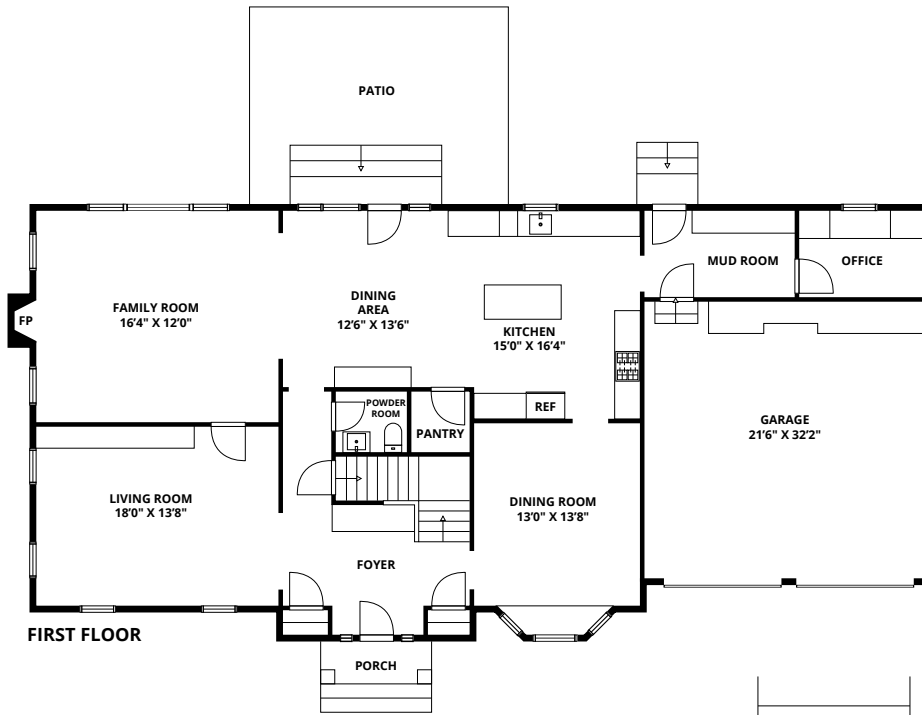 PATIO
MUD ROOM
OFFICE
FAMILY ROOM
16'4" X 12'0"
DINING
AREA
12'6" X 13'6"
FP
KITCHEN
15'0" X 16'4"
REF
POWDER
ROOM
PANTRY
GARAGE
21'6" X 32'2"
LIVING ROOM
18'0" X 13'8"
DINING ROOM
13'0" X 13'8"
FOYER
FIRST FLOOR
PORCH